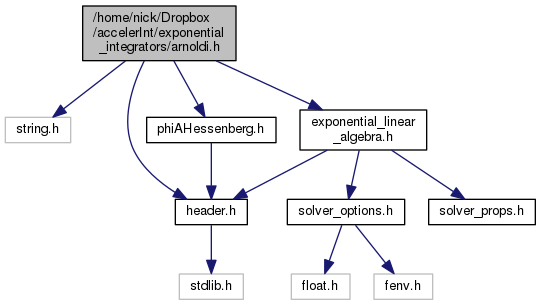 /home/nick/Dropbox
/accelerInt/exponential
_integrators/arnoldi.h
string.h
phiAHessenberg.h
exponential_linear
_algebra.h
header.h
solver_options.h
solver_props.h
stdlib.h
float.h
fenv.h